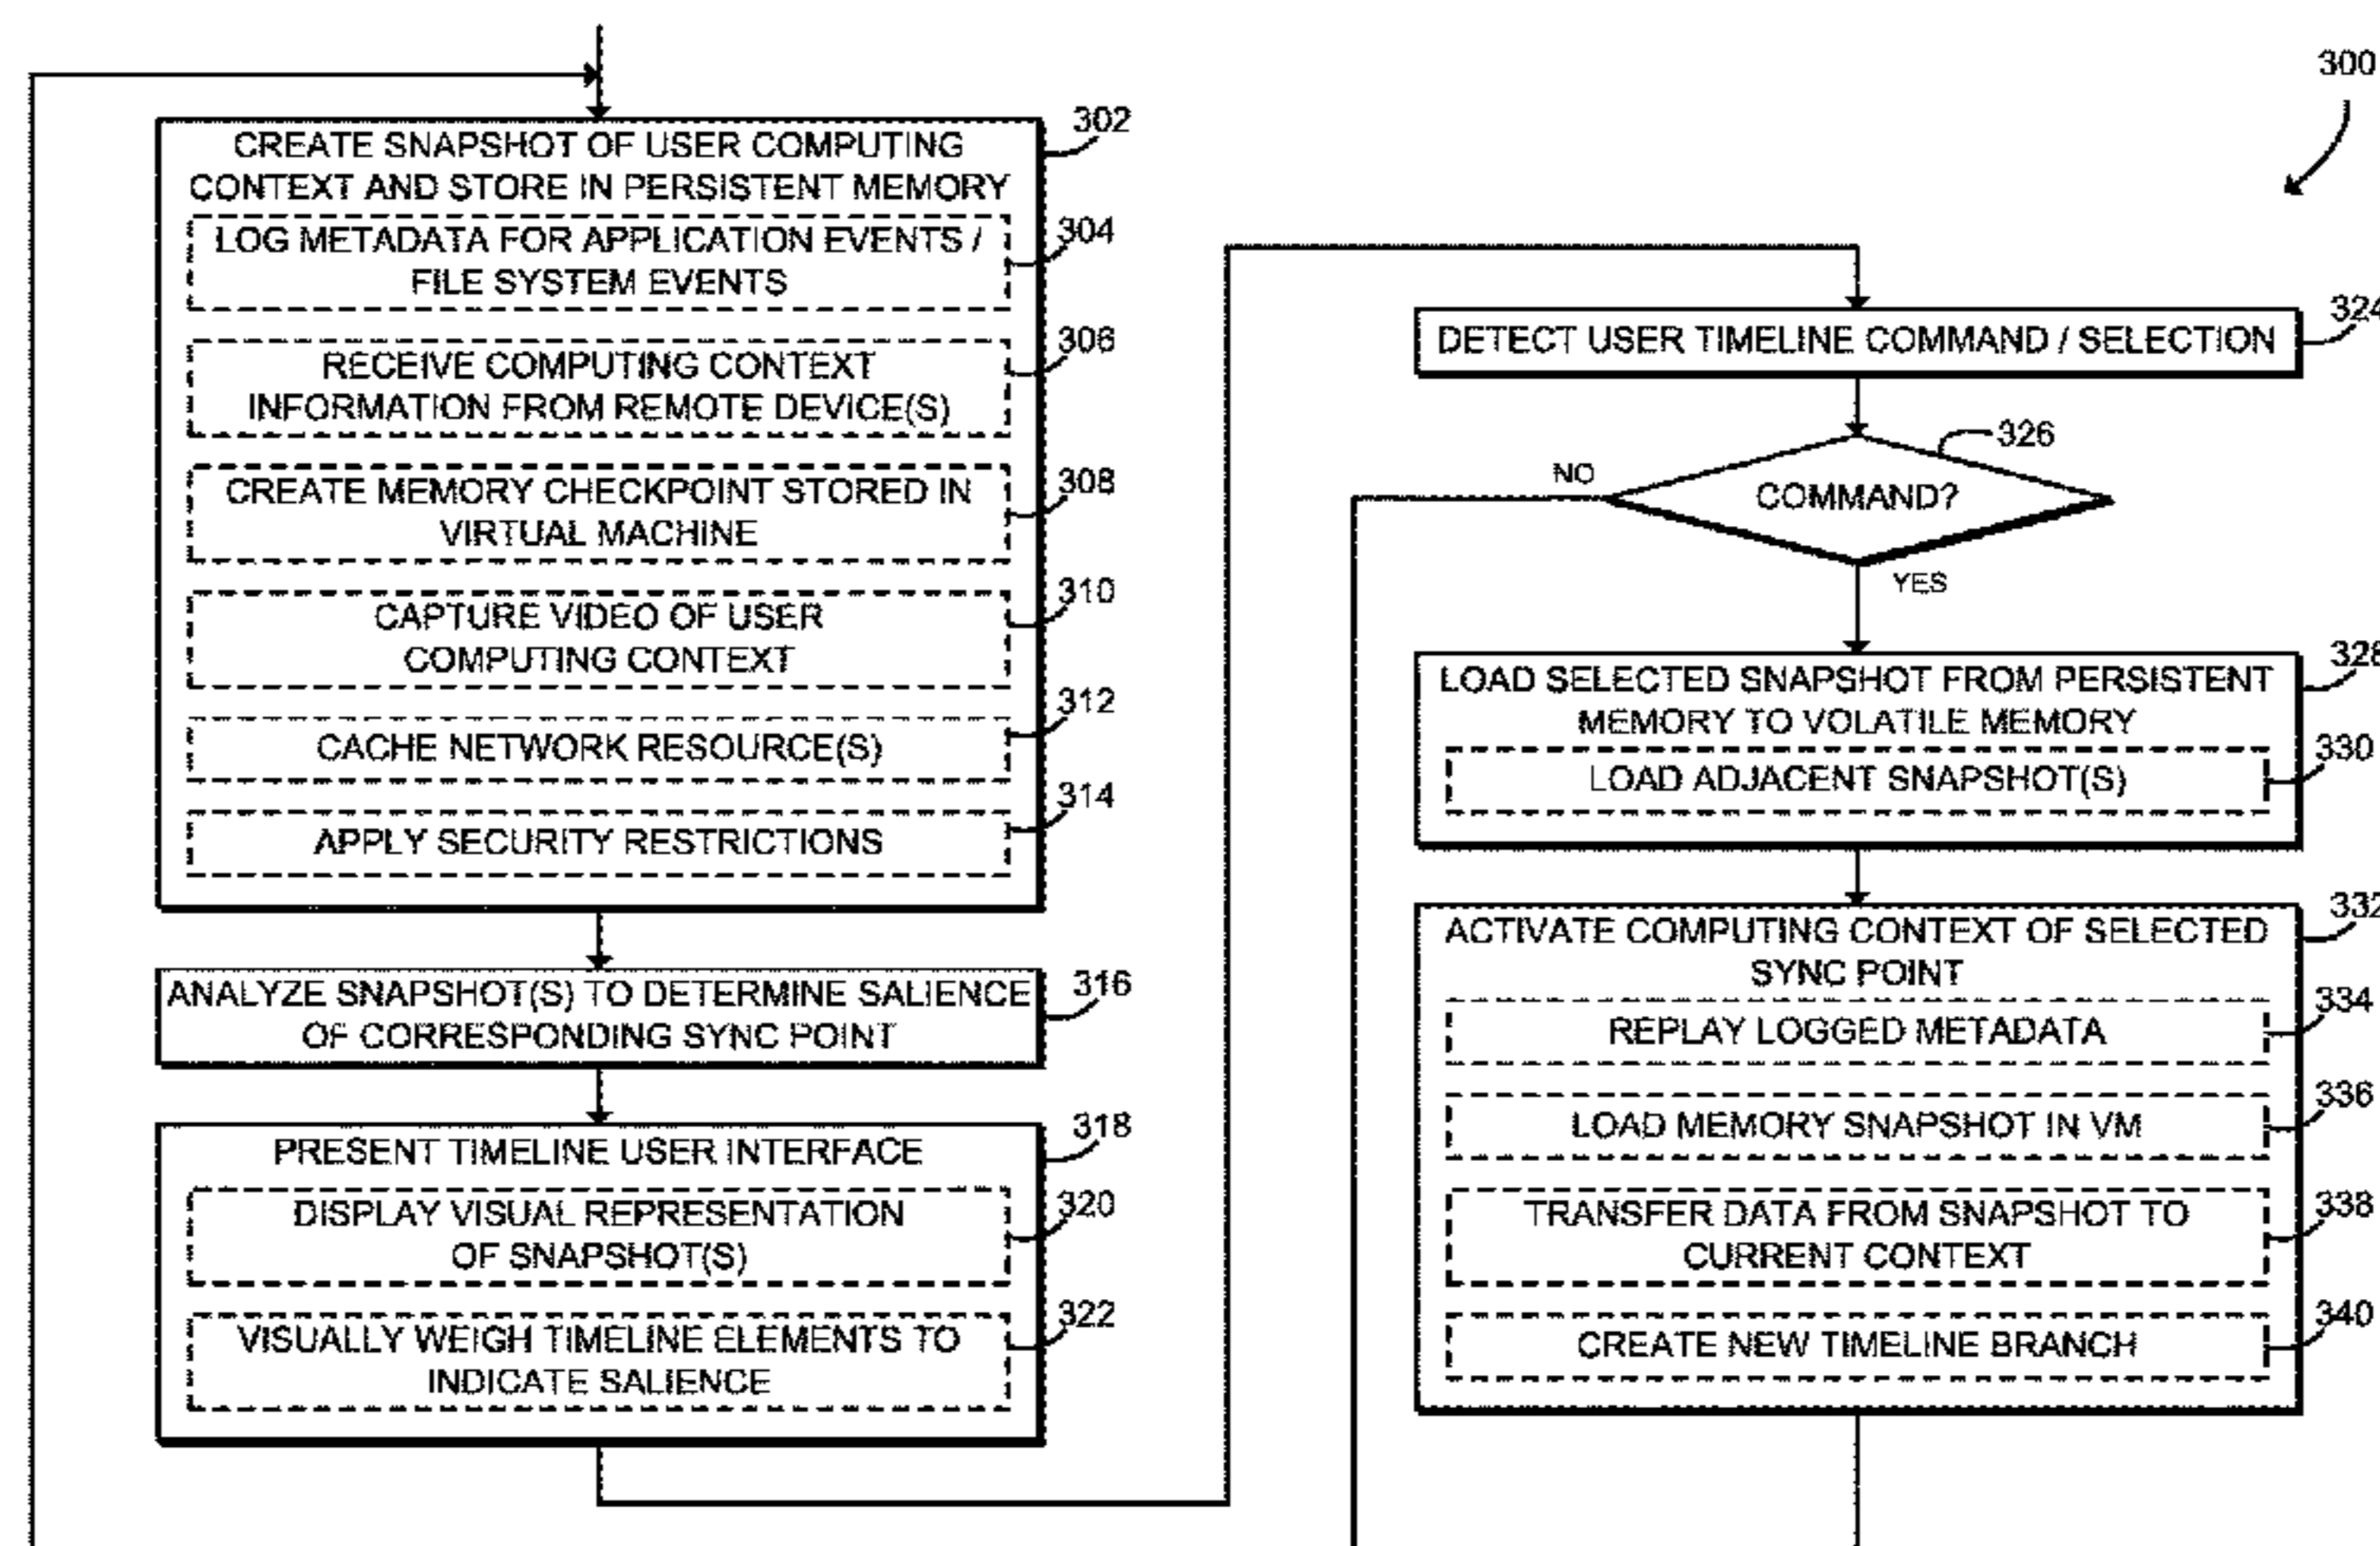 300
302
CREATE SNAPSHOT OF USER COMPUTING
CONTEXT AND STORE IN PERSISTENT MEMORY
304
LOG METADATA FOR APPLICATION EVENTS /
FILE SYSTEM EVENTS
306
RECEIVE COMPUTING CONTEXT
INFORMATION FROM REMOTE DEVICE(S)
308
CREATE MEMORY CHECKPOINT STORED IN
VIRTUAL MACHINE
310
CAPTURE VIDEO OF USER
COMPUTING CONTEXT
312
CACHE NETWORK RESOURCE(S)
314
APPLY SECURITY RESTRICTIONS
316
ANALYZE SNAPSHOT(S) TO DETERMINE SALIENCE
OF CORRESPONDING SYNC POINT
318
PRESENT TIMELINE USER INTERFACE
320
DISPLAY VISUAL REPRESENTATION
OF SNAPSHOT(S)
322
VISUALLY WEIGH TIMELINE ELEMENTS TO
INDICATE SALIENCE
324
DETECT USER TIMELINE COMMAND / SELECTION
326
NO
COMMAND?
YES
328
LOAD SELECTED SNAPSHOT FROM PERSISTENT
MEMORY TO VOLATILE MEMORY
330
LOAD ADJACENT SNAPSHOT(S)
332
ACTIVATE COMPUTING CONTEXT OF SELECTED
SYNC POINT
334
REPLAY LOGGED METADATA
336
LOAD MEMORY SNAPSHOT IN VM
338
TRANSFER DATA FROM SNAPSHOT TO
CURRENT CONTEXT
340
CREATE NEW TIMELINE BRANCH